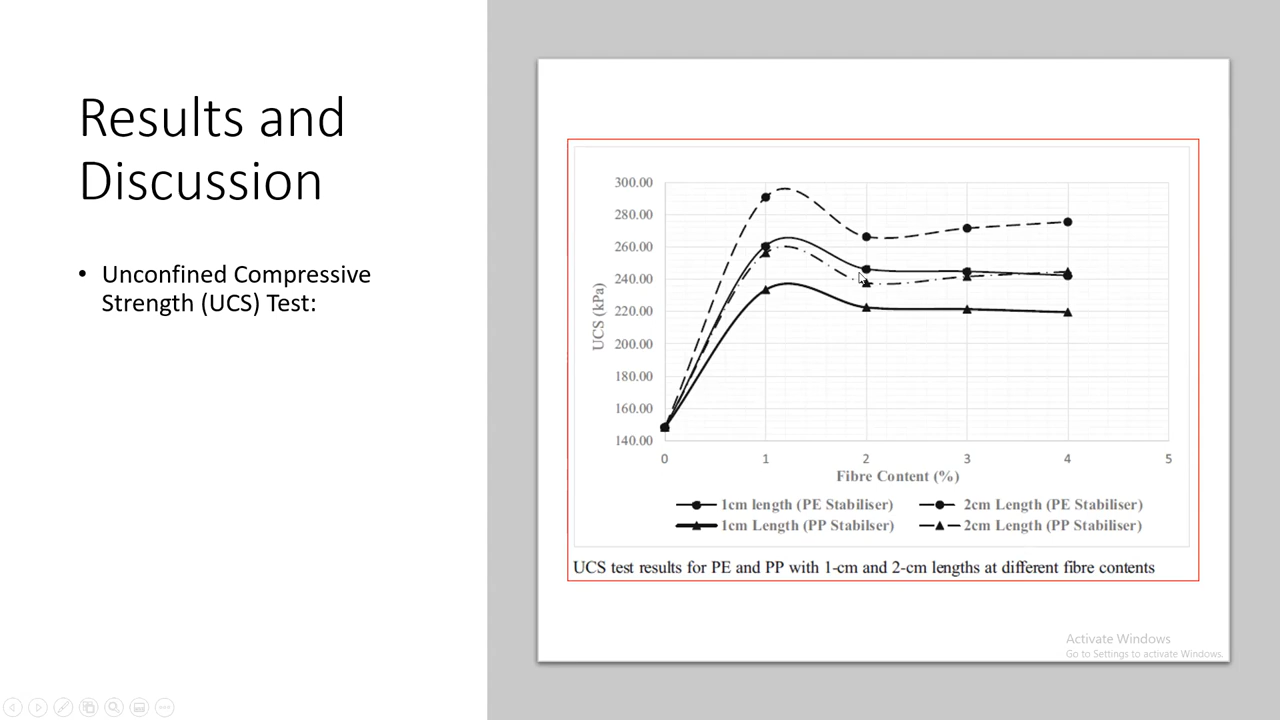 Results and
Discussion
• Unconfined Compressive
Strength (UCS) Test:
300.00
280.00
260.00
240.00
220.00
200.00
180.00
160.00
140.00
UCS (kPa)
0 1 2 3 4 5
Fibre Content (%)
1cm length (PE Stabiliser) 2cm Length (PE Stabiliser)
1cm Length (PP Stabilser) 2cm Length (PP Stabiliser)
UCS test results for PE and PP with 1-cm and 2-cm lengths at different fibre contents
Activate Windows
Go to Settings to activate Windows.